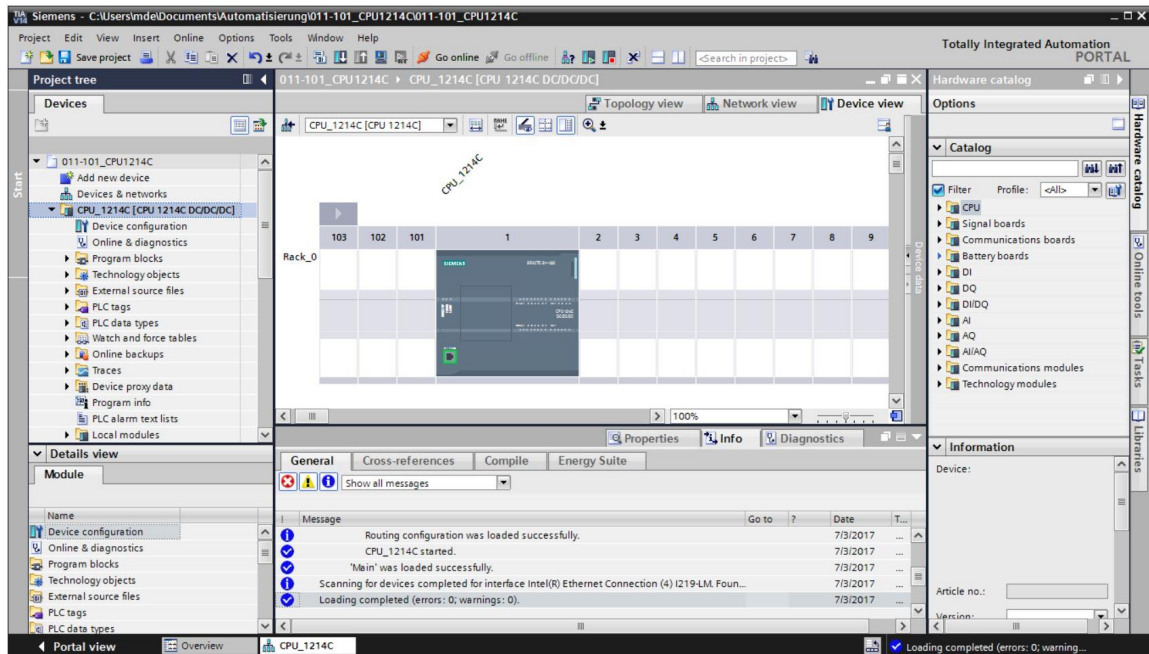 TIA V14
Siemens - C:\Users\mde\Documents\Automatisierung\011-101_CPU1214C\011-101_CPU1214C
Project Edit View Insert Online Options Tools Window Help
Totally Integrated Automation
PORTAL
Save project
Go online
Go offline
<Search in project>
Start
Project tree
Devices
011-101_CPU1214C
Add new device
Devices & networks
CPU_1214C [CPU 1214C DC/DC/DC]
Device configuration
Online & diagnostics
Program blocks
Technology objects
External source files
PLC tags
PLC data types
Watch and force tables
Online backups
Traces
Device proxy data
Program info
PLC alarm text lists
Local modules
Details view
Module
Name
Device configuration
Online & diagnostics
Program blocks
Technology objects
External source files
PLC tags
PLC data types
011-101_CPU1214C CPU_1214C [CPU 1214C DC/DC/DC]
Topology view
Network view
Device view
CPU_1214C [CPU 1214C]
CPU_1214C
103 102 101 1 2 3 4 5 6 7 8 9
Rack_0
SIEMENS
Device data
100%
Properties
Info
Diagnostics
General
Cross-references
Compile
Energy Suite
Show all messages
! Message Go to ? Date T...
Routing configuration was loaded successfully. 7/3/2017 ...
CPU_1214C started. 7/3/2017 ...
'Main' was loaded successfully. 7/3/2017 ...
Scanning for devices completed for interface Intel(R) Ethernet Connection (4) I219-LM. Foun... 7/3/2017 ...
Loading completed (errors: 0; warnings: 0). 7/3/2017 ...
Hardware catalog
Options
Catalog
Filter
Profile: <All>
CPU
Signal boards
Communications boards
Battery boards
DI
DQ
DI/DQ
AI
AQ
AI/AQ
Communications modules
Technology modules
Information
Device:
Article no.:
Version:
Hardware catalog
Online tools
Tasks
Libraries
Portal view
Overview
CPU_1214C
Loading completed (errors: 0; warning...